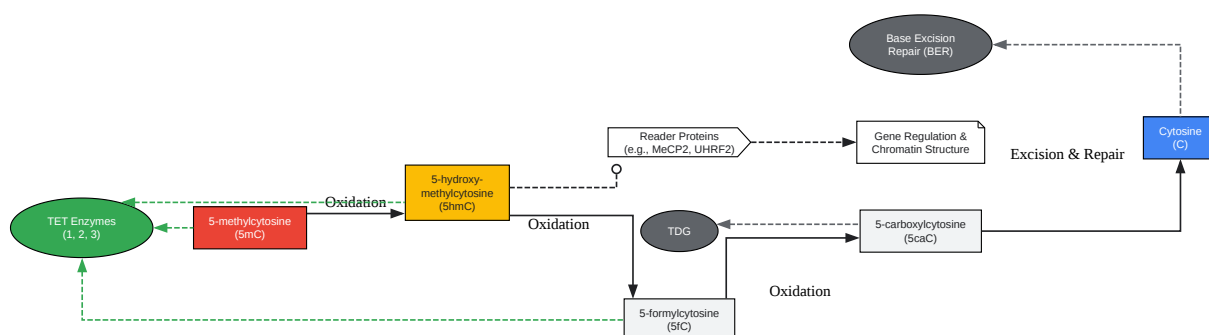 Base Excision
Repair (BER)
Cytosine
(C)
Reader Proteins
(e.g., MeCP2, UHRF2)
Gene Regulation &
Chromatin Structure
Excision & Repair
5-hydroxy-
methylcytosine
(5hmC)
Oxidation
TET Enzymes
(1, 2, 3)
5-methylcytosine
(5mC)
Oxidation
TDG
5-carboxylcytosine
(5caC)
Oxidation
5-formylcytosine
(5fC)